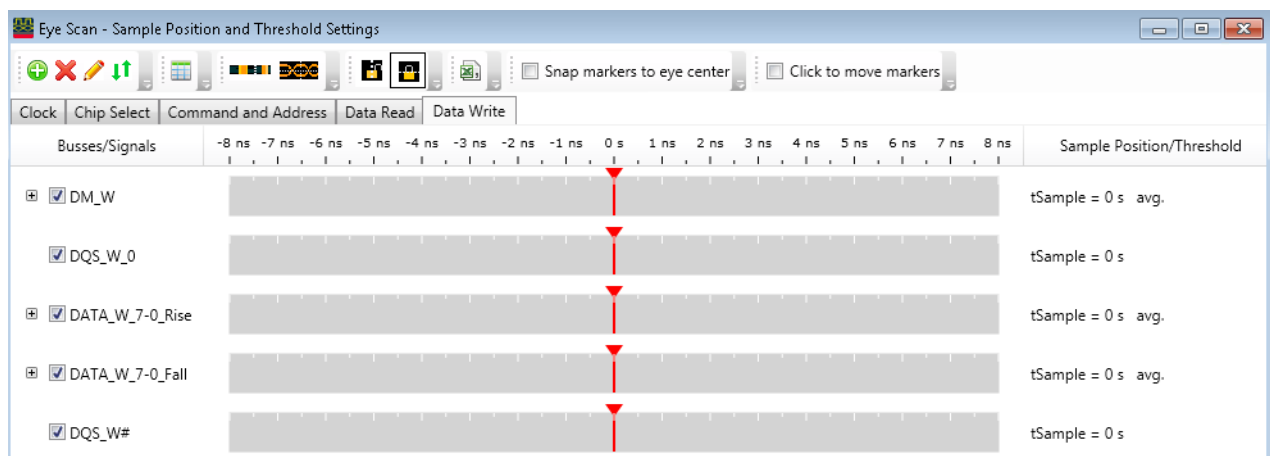 Eye Scan - Sample Position and Threshold Settings
Snap markers to eye center Click to move markers
Clock Chip Select Command and Address Data Read Data Write
Busses/Signals -8 ns -7 ns -6 ns -5 ns -4 ns -3 ns -2 ns -1 ns 0 s 1 ns 2 ns 3 ns 4 ns 5 ns 6 ns 7 ns 8 ns Sample Position/Threshold
DM_W tSample = 0 s avg.
DQS_W_0 tSample = 0 s
DATA_W_7-0_Rise tSample = 0 s avg.
DATA_W_7-0_Fall tSample = 0 s avg.
DQS_W# tSample = 0 s